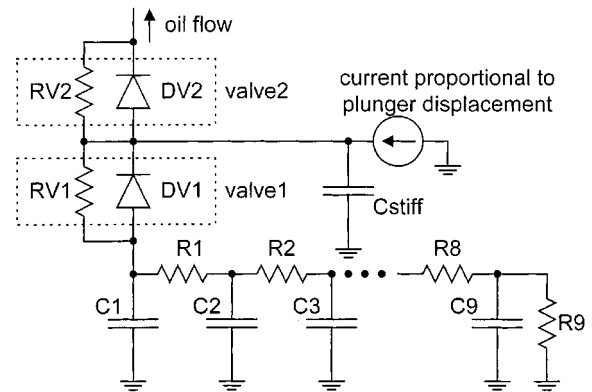 oil flow
RV2
DV2
valve2
current proportional to
plunger displacement
RV1
DV1
valve1
Cstiff
R1
R2
R8
C1
C2
C3
C9
R9